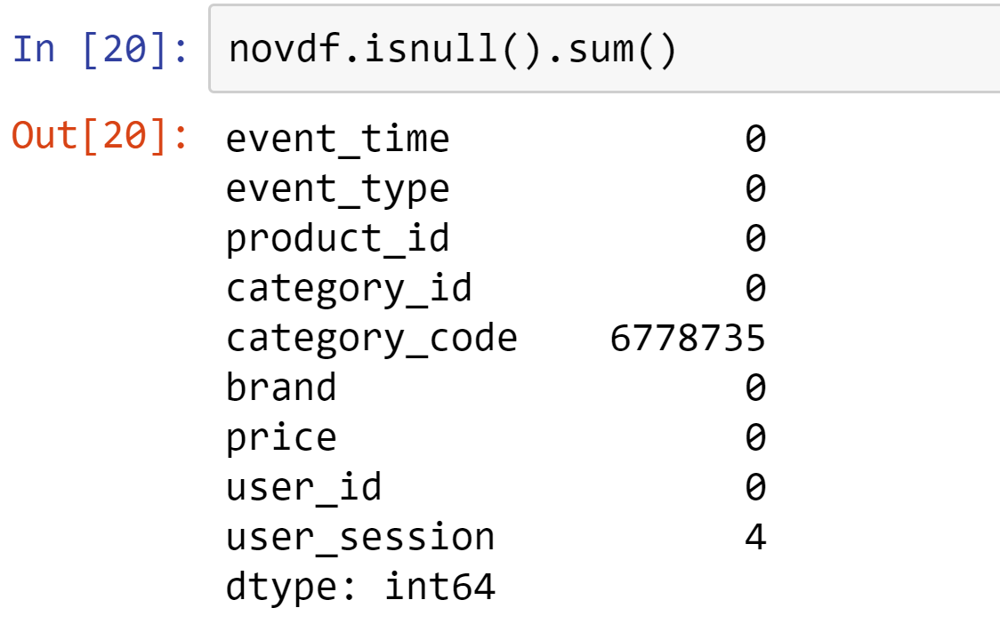 In [20]: novdf.isnull().sum()
Out[20]: event_time 0
event_type 0
product_id 0
category_id 0
category_code 6778735
brand 0
price 0
user_id 0
user_session 4
dtype: int64